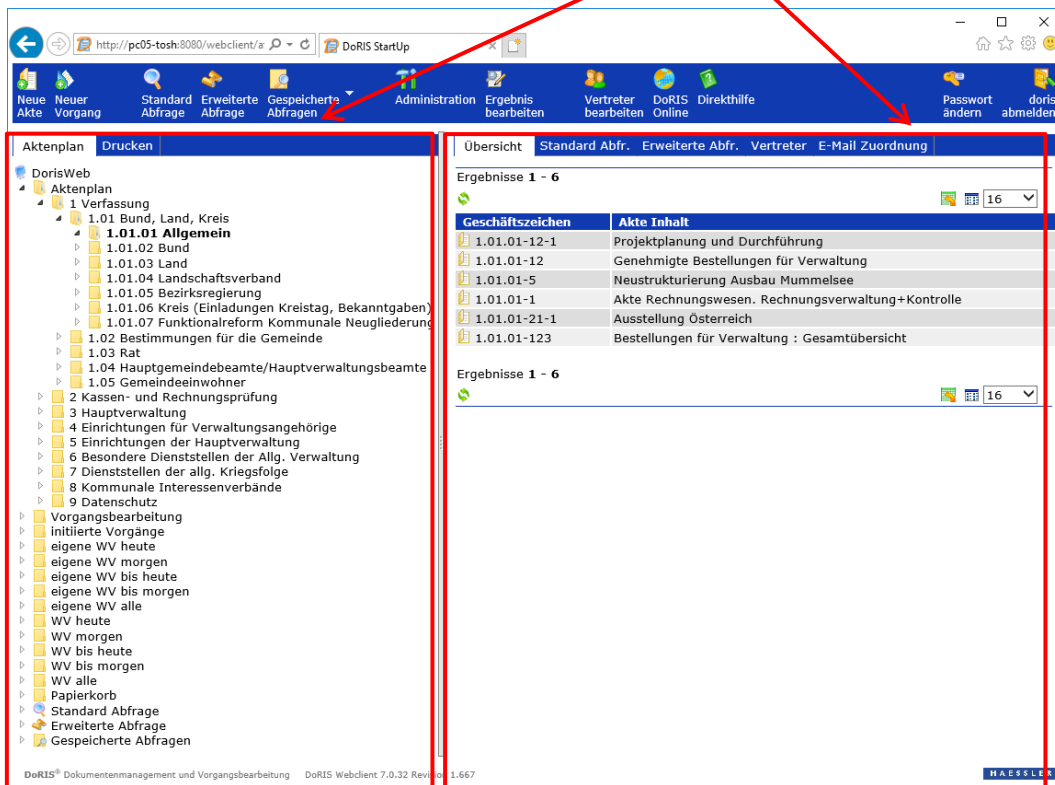 http://pc05-tosh:8080/webclient/a
DoRIS StartUp
Neue Akte
Neuer Vorgang
Standard Abfrage
Erweiterte Abfrage
Gespeicherte Abfragen
Administration
Ergebnis bearbeiten
Vertreter bearbeiten
DoRIS Online
Direkthilfe
Passwort ändern
doris abmelden
Aktenplan Drucken
DorisWeb
Aktenplan
1 Verfassung
1.01 Bund, Land, Kreis
1.01.01 Allgemein
1.01.02 Bund
1.01.03 Land
1.01.04 Landschaftsverband
1.01.05 Bezirksregierung
1.01.06 Kreis (Einladungen Kreistag, Bekanntgaben)
1.01.07 Funktionalreform Kommunale Neugliederung
1.02 Bestimmungen für die Gemeinde
1.03 Rat
1.04 Hauptgemeindebeamte/Hauptverwaltungsbeamte
1.05 Gemeindeeinwohner
2 Kassen- und Rechnungsprüfung
3 Hauptverwaltung
4 Einrichtungen für Verwaltungsangehörige
5 Einrichtungen der Hauptverwaltung
6 Besondere Dienststellen der Allg. Verwaltung
7 Dienststellen der allg. Kriegsfolge
8 Kommunale Interessenverbände
9 Datenschutz
Vorgangsbearbeitung
initiierte Vorgänge
eigene WV heute
eigene WV morgen
eigene WV bis heute
eigene WV bis morgen
eigene WV alle
WV heute
WV morgen
WV bis heute
WV bis morgen
WV alle
Papierkorb
Standard Abfrage
Erweiterte Abfrage
Gespeicherte Abfragen
Übersicht Standard Abfr. Erweiterte Abfr. Vertreter E-Mail Zuordnung
Ergebnisse 1 - 6
16
Geschäftszeichen Akte Inhalt
1.01.01-12-1 Projektplanung und Durchführung
1.01.01-12 Genehmigte Bestellungen für Verwaltung
1.01.01-5 Neustrukturierung Ausbau Mummelsee
1.01.01-1 Akte Rechnungswesen. Rechnungsverwaltung+Kontrolle
1.01.01-21-1 Ausstellung Österreich
1.01.01-123 Bestellungen für Verwaltung : Gesamtübersicht
Ergebnisse 1 - 6
16
DoRIS® Dokumentenmanagement und Vorgangsbearbeitung DoRIS Webclient 7.0.32 Revision 1.667
HAESSLER